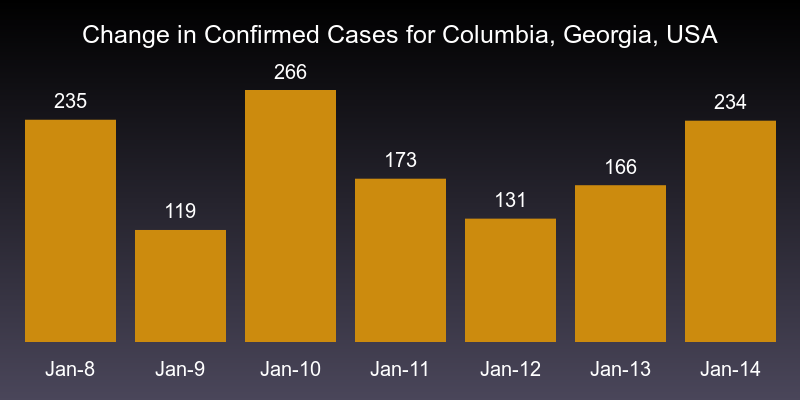 Change in Confirmed Cases for Columbia, Georgia, USA
235
119
266
173
131
166
234
Jan-8
Jan-9
Jan-10
Jan-11
Jan-12
Jan-13
Jan-14